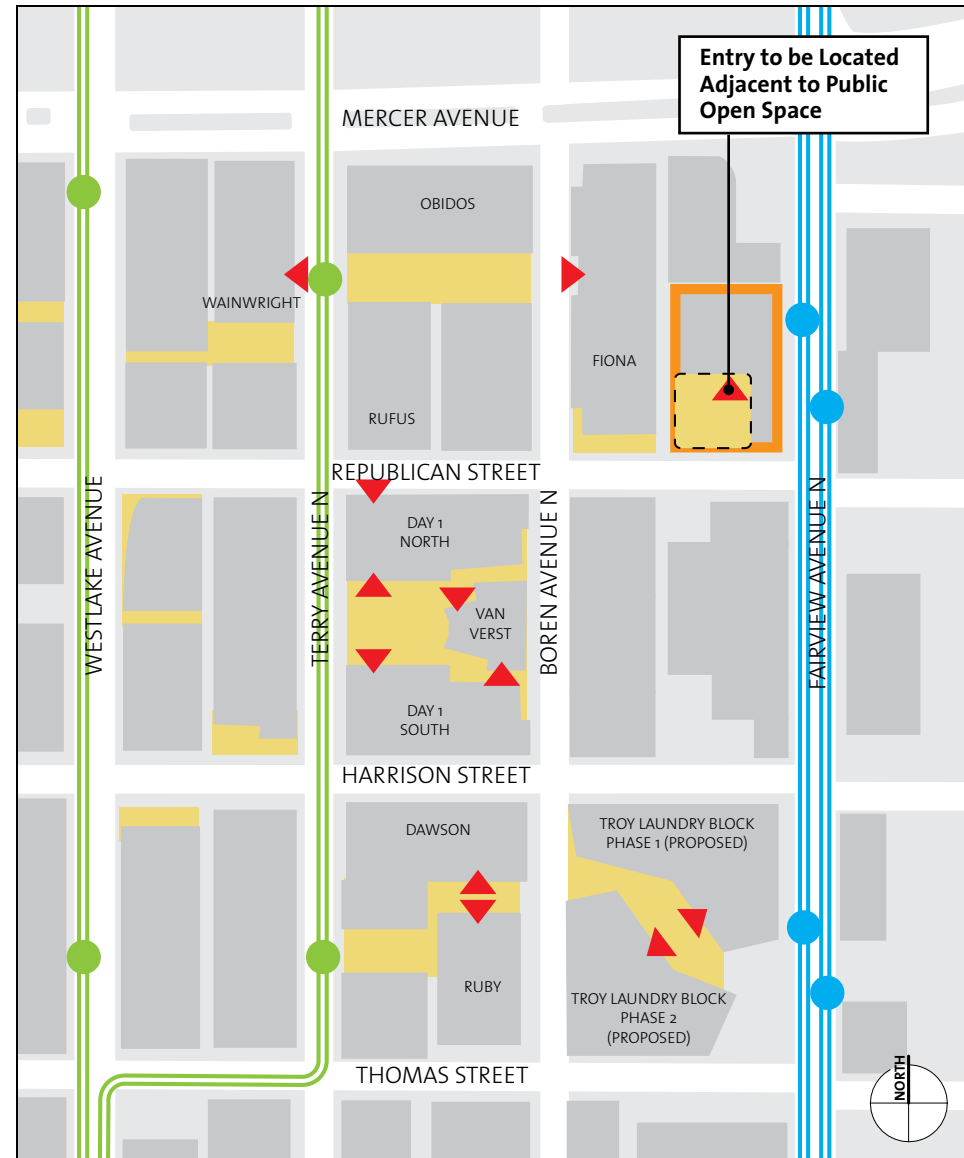 Entry to be Located
Adjacent to Public
Open Space
MERCER AVENUE
OBIDOS
WAINWRIGHT
FIONA
RUFUS
REPUBLICAN STREET
WESTLAKE AVENUE
TERRY AVENUE N
BOREN AVENUE N
FAIRVIEW AVENUE N
DAY 1
NORTH
VAN
VERST
DAY 1
SOUTH
HARRISON STREET
DAWSON
TROY LAUNDRY BLOCK
PHASE 1 (PROPOSED)
RUBY
TROY LAUNDRY BLOCK
PHASE 2
(PROPOSED)
THOMAS STREET
NORTH